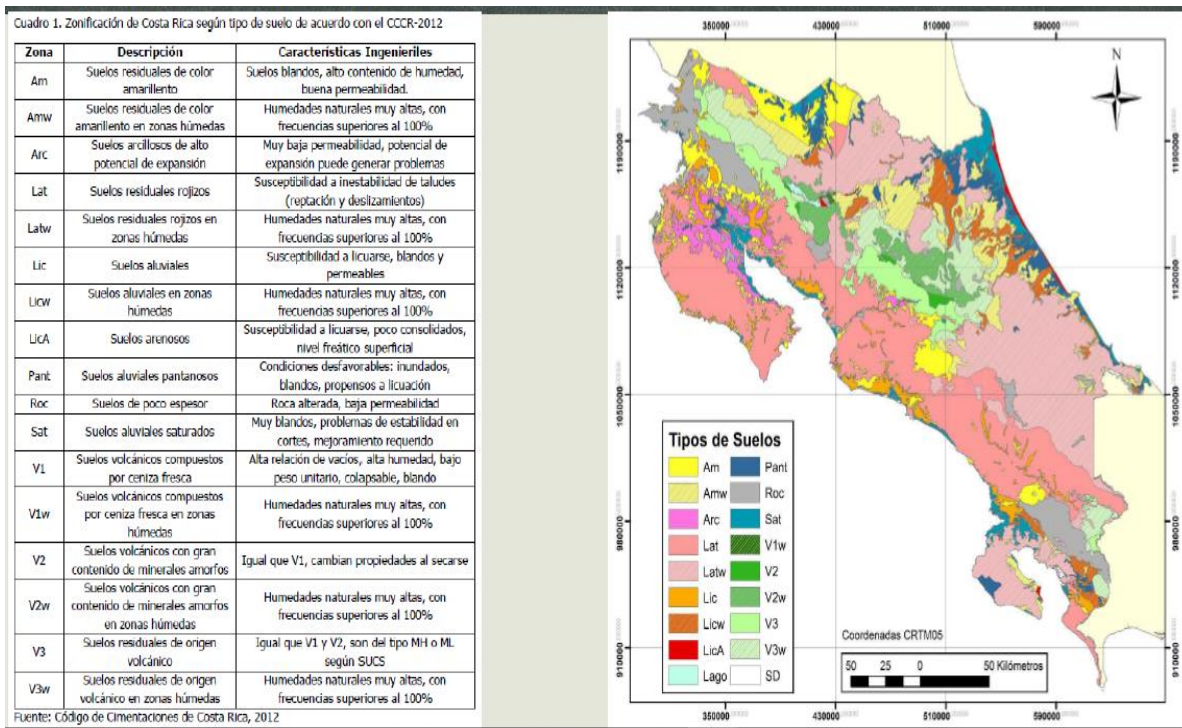 Cuadro 1. Zonificación de Costa Rica según tipo de suelo de acuerdo con el CCCR-2012
Zona Descripción Características Ingenieriles
Am Suelos residuales de color amarillento Suelos blandos, alto contenido de humedad, buena permeabilidad.
Amw Suelos residuales de color amarillento en zonas húmedas Humedades naturales muy altas, con frecuencias superiores al 100%
Arc Suelos arcillosos de alto potencial de expansión Muy baja permeabilidad, potencial de expansión puede generar problemas
Lat Suelos residuales rojizos Susceptibilidad a inestabilidad de taludes (reptación y deslizamientos)
Latw Suelos residuales rojizos en zonas húmedas Humedades naturales muy altas, con frecuencias superiores al 100%
Lic Suelos aluviales Susceptibilidad a licuarse, blandos y permeables
Licw Suelos aluviales en zonas húmedas Humedades naturales muy altas, con frecuencias superiores al 100%
LicA Suelos arenosos Susceptibilidad a licuarse, poco consolidados, nivel freático superficial
Pant Suelos aluviales pantanosos Condiciones desfavorables: inundados, blandos, propensos a licuación
Roc Suelos de poco espesor Roca alterada, baja permeabilidad
Sat Suelos aluviales saturados Muy blandos, problemas de estabilidad en cortes, mejoramiento requerido
V1 Suelos volcánicos compuestos por ceniza fresca Alta relación de vacíos, alta humedad, bajo peso unitario, colapsable, blando
V1w Suelos volcánicos compuestos por ceniza fresca en zonas húmedas Humedades naturales muy altas, con frecuencias superiores al 100%
V2 Suelos volcánicos con gran contenido de minerales amorfos Igual que V1, cambian propiedades al secarse
V2w Suelos volcánicos con gran contenido de minerales amorfos en zonas húmedas Humedades naturales muy altas, con frecuencias superiores al 100%
V3 Suelos residuales de origen volcánico Igual que V1 y V2, son del tipo MH o ML según SUCS
V3w Suelos residuales de origen volcánico en zonas húmedas Humedades naturales muy altas, con frecuencias superiores al 100%
Fuente: Código de Cimentaciones de Costa Rica, 2012
350000 430000 510000 590000
N
1190000
1190000
1120000
1120000
1050000
1050000
980000
980000
910000
910000
Tipos de Suelos
Am Pant
Amw Roc
Arc Sat
Lat V1w
Latw V2
Lic V2w
Licw V3
LicA V3w
Lago SD
Coordenadas CRTM05
50 25 0 50 Kilómetros
350000 430000 510000 590000